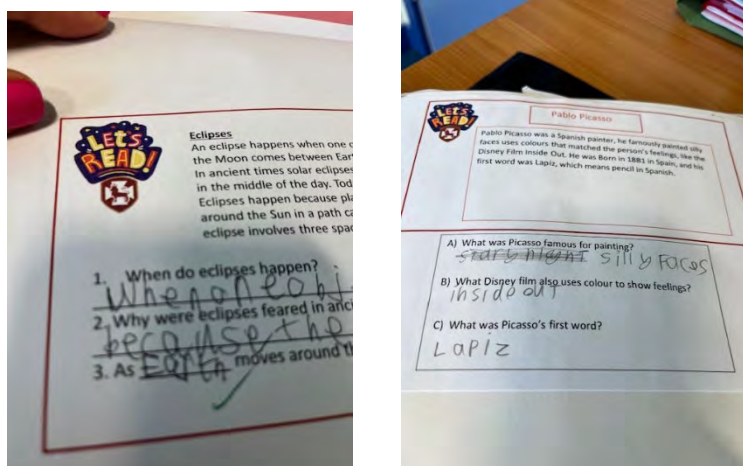 LET'S
READ!
Eclipses
An eclipse happens when one
the Moon comes between Ear
In ancient times solar eclipses
in the middle of the day. Tod
Eclipses happen because pla
around the Sun in a path ca
eclipse involves three spac
1. When do eclipses happen?
When one obj
2. Why were eclipses feared in anci
because the
3. As Earth moves around th
LET'S
READ!
Pablo Picasso
Pablo Picasso was a Spanish painter, he famously painted silly
faces uses colours that matched the person's feelings, like the
Disney Film Inside Out. He was Born in 1881 in Spain, and his
first word was Lapiz, which means pencil in Spanish.
A) What was Picasso famous for painting?
stary night silly Faces
B) What Disney film also uses colour to show feelings?
inside out
C) What was Picasso's first word?
Lapiz